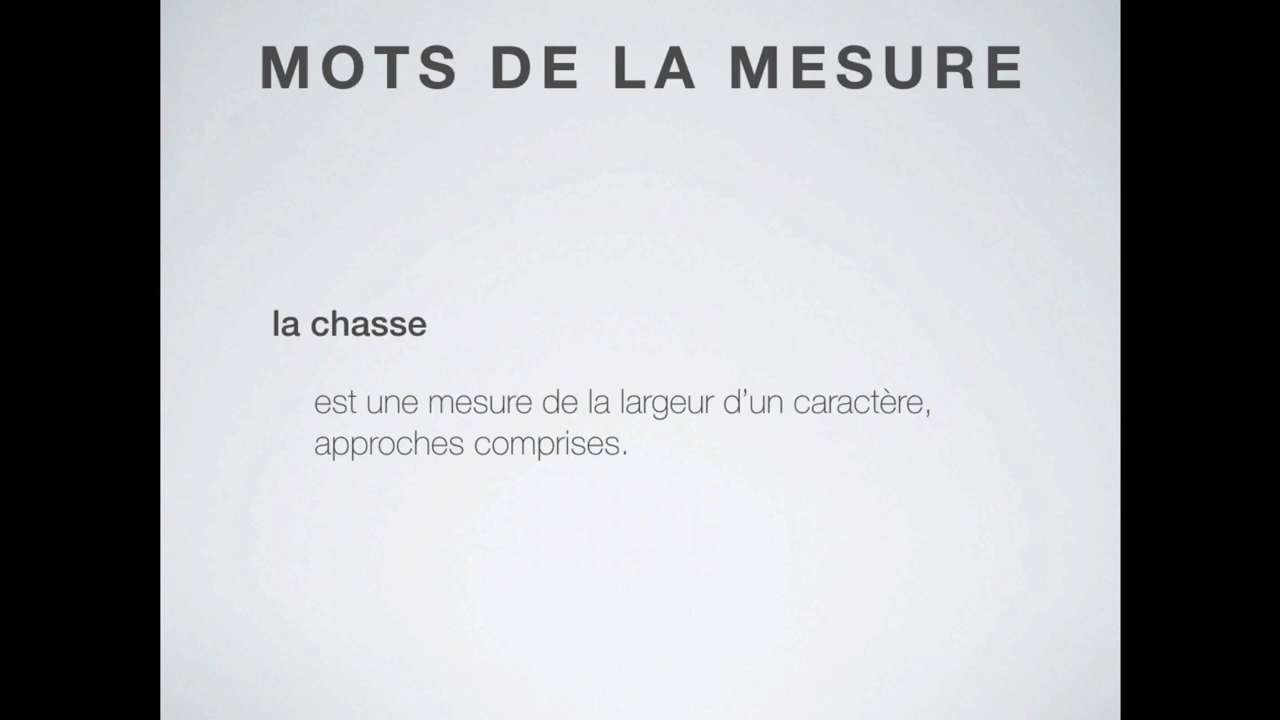 MOTS DE LA MESURE
la chasse
est une mesure de la largeur d’un caractère,
approches comprises.